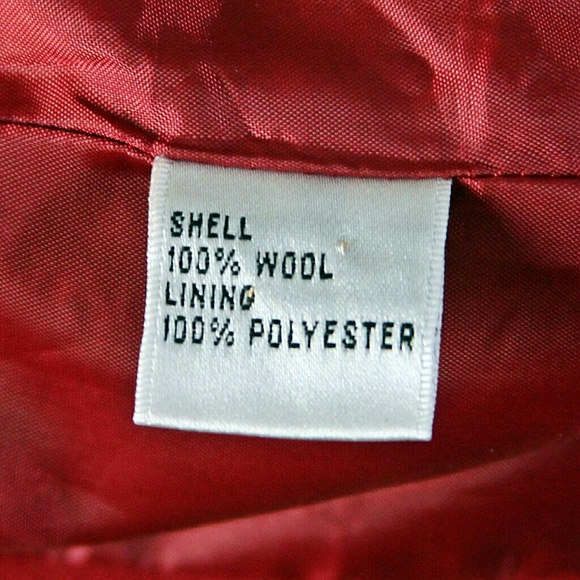 SHELL
100% WOOL
LINING
100% POLYESTER